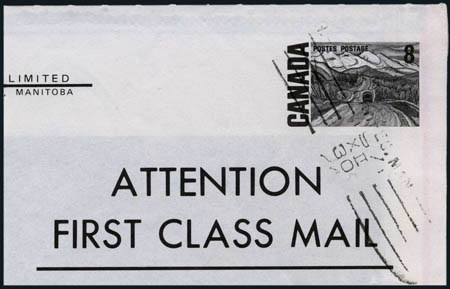 POSTES POSTAGE 8
CANADA
LIMITED
MANITOBA
ATTENTION
FIRST CLASS MAIL